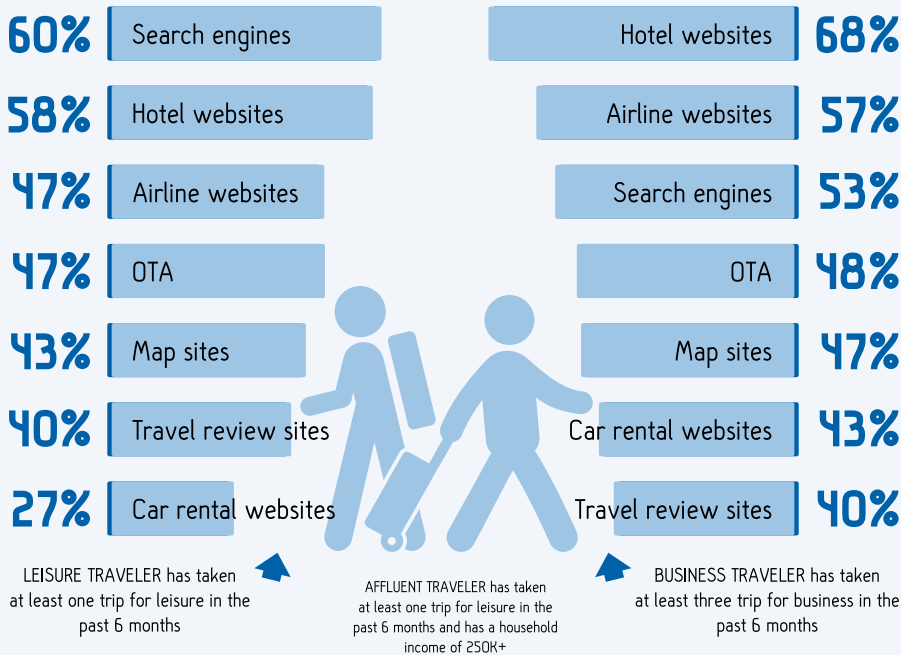 60% Search engines
58% Hotel websites
47% Airline websites
47% OTA
43% Map sites
40% Travel review sites
27% Car rental websites
Hotel websites 68%
Airline websites 57%
Search engines 53%
OTA 48%
Map sites 47%
Car rental websites 43%
Travel review sites 40%
LEISURE TRAVELER has taken
at least one trip for leisure in the
past 6 months
AFFLUENT TRAVELER has taken
at least one trip for leisure in the
past 6 months and has a household
income of 250K+
BUSINESS TRAVELER has taken
at least three trip for business in the
past 6 months